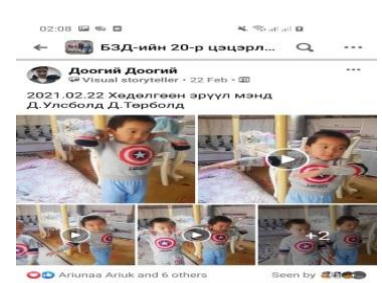 02:08
БЗД-ийн 20-р цэцэрл...
Доогий Доогий
Visual storyteller · 22 Feb ·
2021.02.22 Хөдөлгөөн эрүүл мэнд
Д.Улсболд Д.Төрболд
+2
Ariunaa Ariuk and 6 others
Seen by